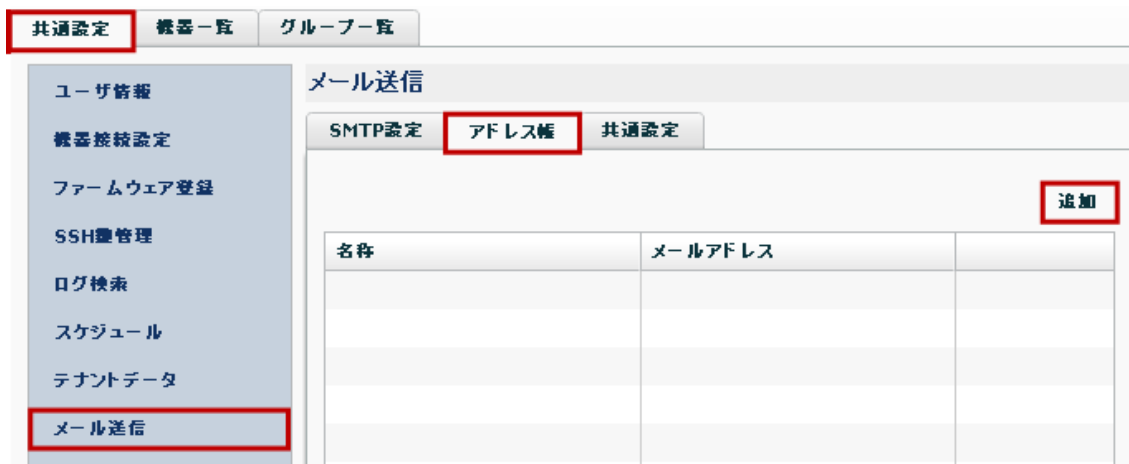 共通設定 機器一覧 グループ一覧
ユーザ情報
機器接続設定
ファームウェア登録
SSH鍵管理
ログ検索
スケジュール
テナントデータ
メール送信
メール送信
SMTP設定 アドレス帳 共通設定
追加
名称 メールアドレス